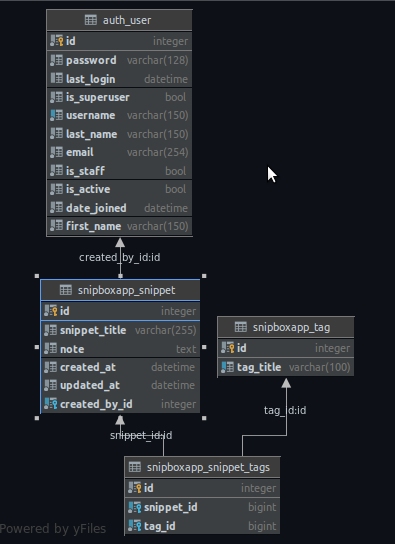 auth_user
id integer
password varchar(128)
last_login datetime
is_superuser bool
username varchar(150)
last_name varchar(150)
email varchar(254)
is_staff bool
is_active bool
date_joined datetime
first_name varchar(150)
created_by_id:id
snipboxapp_snippet
id integer
snippet_title varchar(255)
note text
created_at datetime
updated_at datetime
created_by_id integer
snipboxapp_tag
id integer
tag_title varchar(100)
tag_id:id
snippet_id:id
snipboxapp_snippet_tags
id integer
snippet_id bigint
tag_id bigint
Powered by yFiles